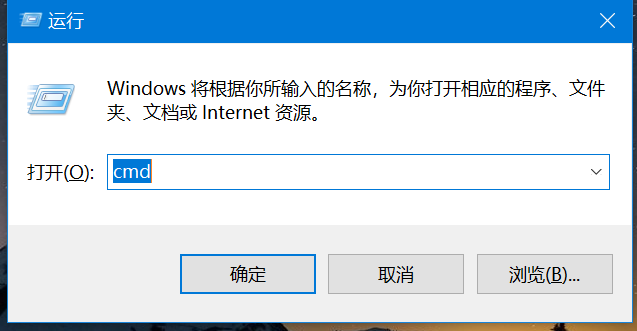 运行
Windows 将根据你所输入的名称，为你打开相应的程序、文件
夹、文档或 Internet 资源。
打开(O): cmd
确定 取消 浏览(B)...